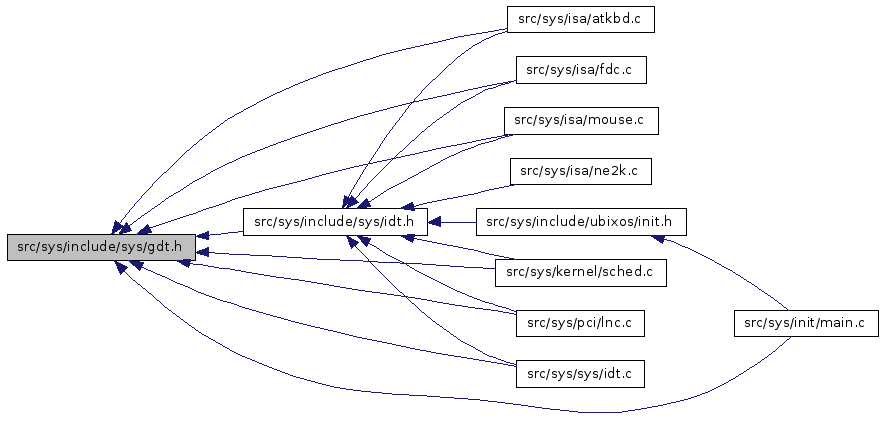 src/sys/isa/atkbd.c
src/sys/isa/fdc.c
src/sys/isa/mouse.c
src/sys/isa/ne2k.c
src/sys/include/sys/idt.h
src/sys/include/ubixos/init.h
src/sys/include/sys/gdt.h
src/sys/kernel/sched.c
src/sys/pci/lnc.c
src/sys/init/main.c
src/sys/sys/idt.c